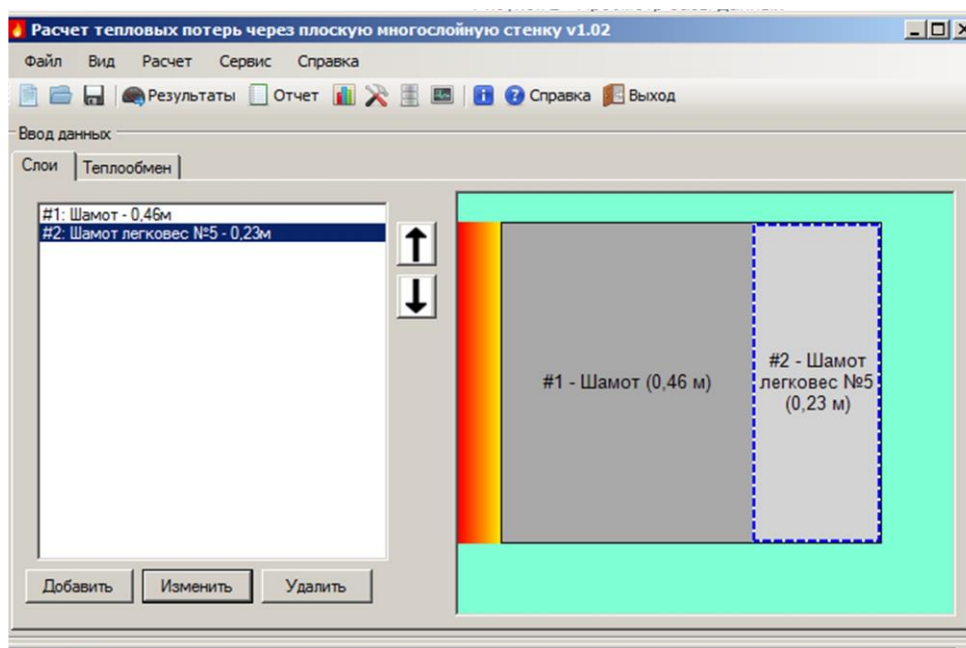 Расчет тепловых потерь через плоскую многослойную стенку v1.02
Файл Вид Расчет Сервис Справка
Результаты Отчет Справка Выход
Ввод данных
Слои Теплообмен
#1: Шамот - 0,46м
#2: Шамот легковес №5 - 0,23м
#1 - Шамот (0,46 м)
#2 - Шамот
легковес №5
(0,23 м)
Добавить Изменить Удалить